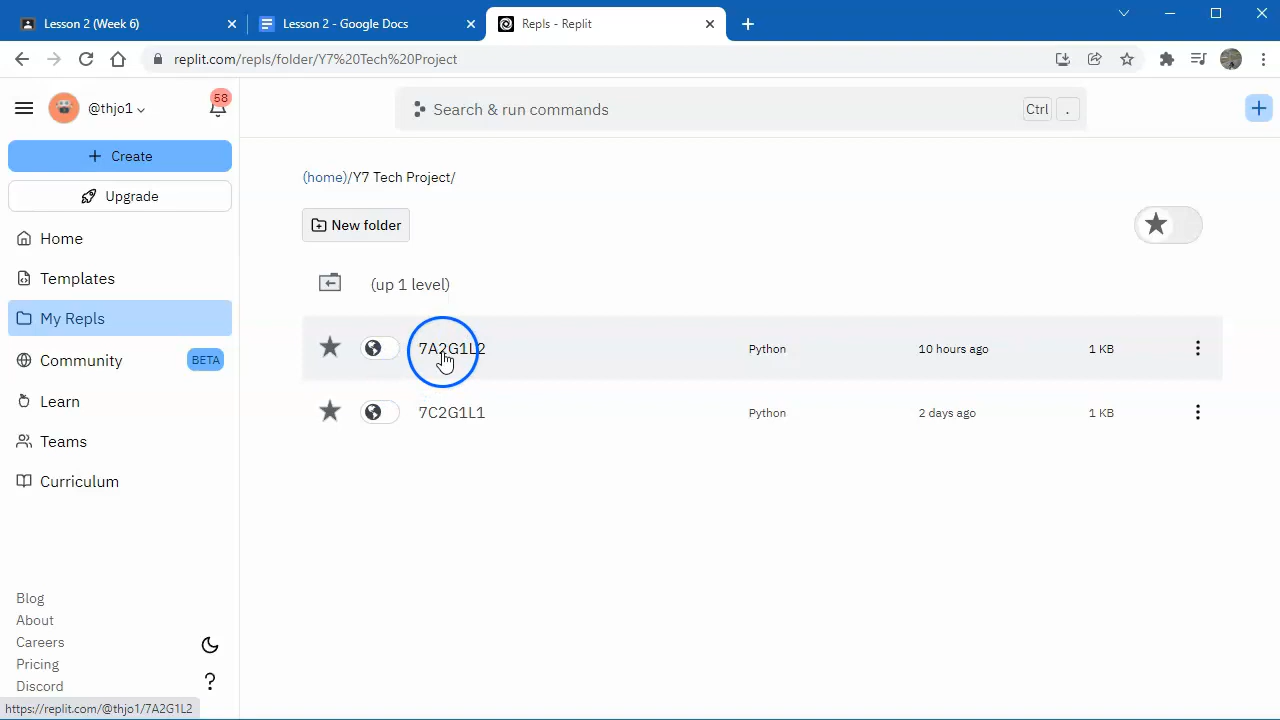 Lesson 2 (Week 6)
Lesson 2 - Google Docs
Repls - Replit
replit.com/repls/folder/Y7%20Tech%20Project
@thjo1
58
Search & run commands
Ctrl
.
+ Create
Upgrade
Home
Templates
My Repls
Community
BETA
Learn
Teams
Curriculum
Blog
About
Careers
Pricing
Discord
?
https://replit.com/@thjo1/7A2G1L2
(home)/Y7 Tech Project/
New folder
(up 1 level)
7A2G1L2 Python 10 hours ago 1 KB
7C2G1L1 Python 2 days ago 1 KB